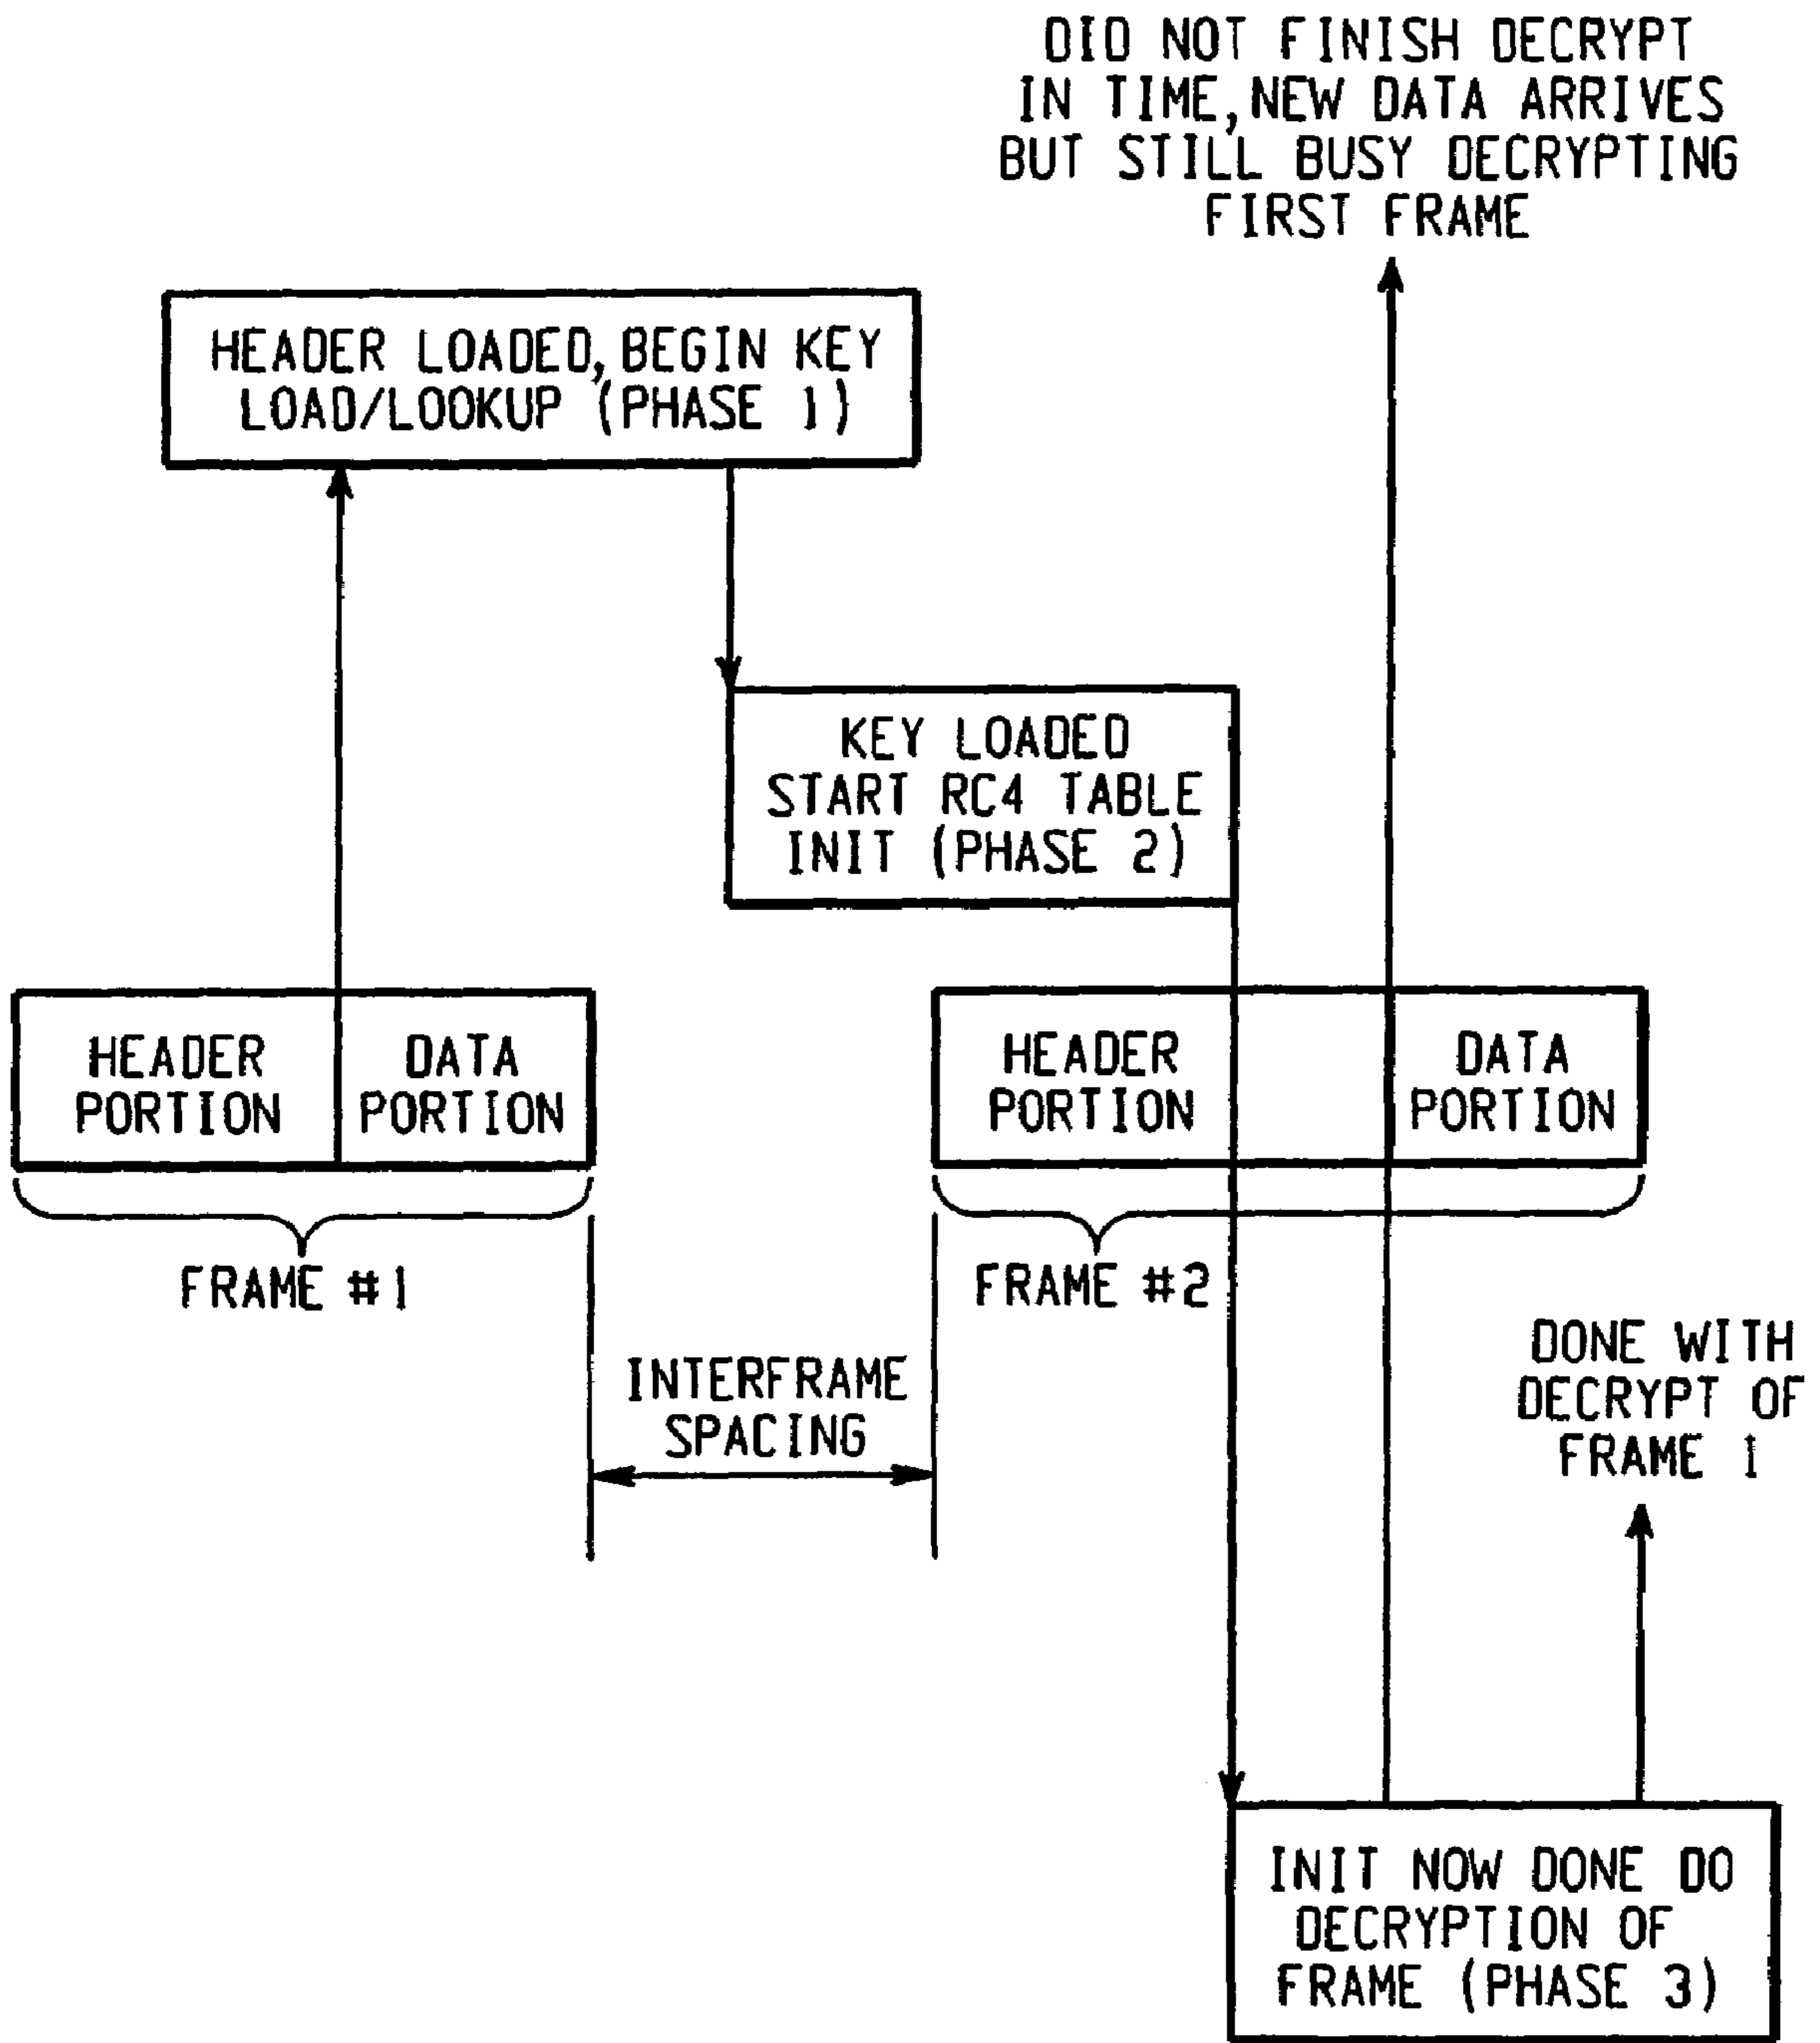 DID NOT FINISH DECRYPT
IN TIME, NEW DATA ARRIVES
BUT STILL BUSY DECRYPTING
FIRST FRAME
HEADER LOADED, BEGIN KEY
LOAD/LOOKUP (PHASE 1)
KEY LOADED
START RC4 TABLE
INIT (PHASE 2)
HEADER
PORTION
DATA
PORTION
HEADER
PORTION
DATA
PORTION
FRAME #1
FRAME #2
INTERFRAME
SPACING
DONE WITH
DECRYPT OF
FRAME 1
INIT NOW DONE DO
DECRYPTION OF
FRAME (PHASE 3)